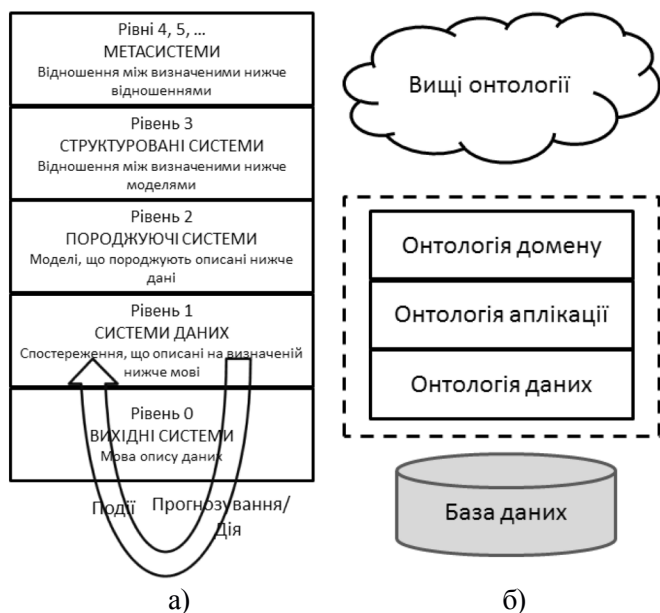 Рівні 4, 5, ...
МЕТАСИСТЕМИ
Відношення між визначеними нижче
відношеннями
Рівень 3
СТРУКТУРОВАНІ СИСТЕМИ
Відношення між визначеними нижче
моделями
Рівень 2
ПОРОДЖУЮЧІ СИСТЕМИ
Моделі, що породжують описані нижче
дані
Рівень 1
СИСТЕМИ ДАНИХ
Спостереження, що описані на визначеній
нижче мові
Рівень 0
ВИХІДНІ СИСТЕМИ
Мова опису даних
Події
Прогнозування/
Дія
а)
Вищі онтології
Онтологія домену
Онтологія аплікації
Онтологія даних
База даних
б)